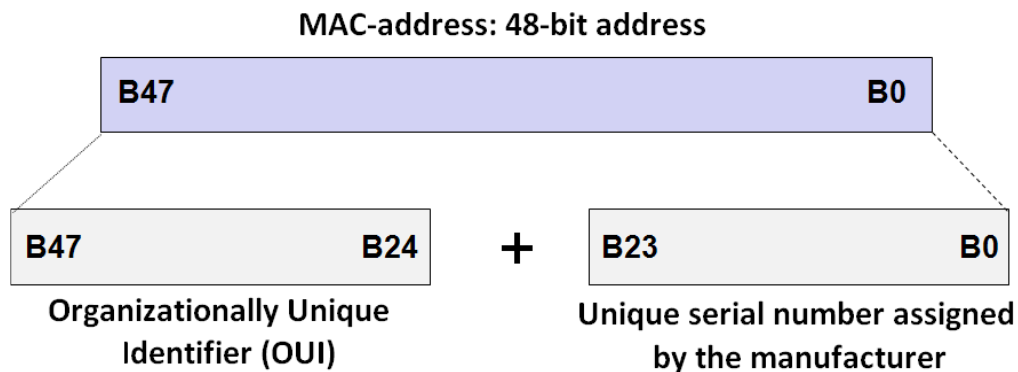 MAC-address: 48-bit address
B47 B0
B47 B24 + B23 B0
Organizationally Unique
Identifier (OUI)
Unique serial number assigned
by the manufacturer